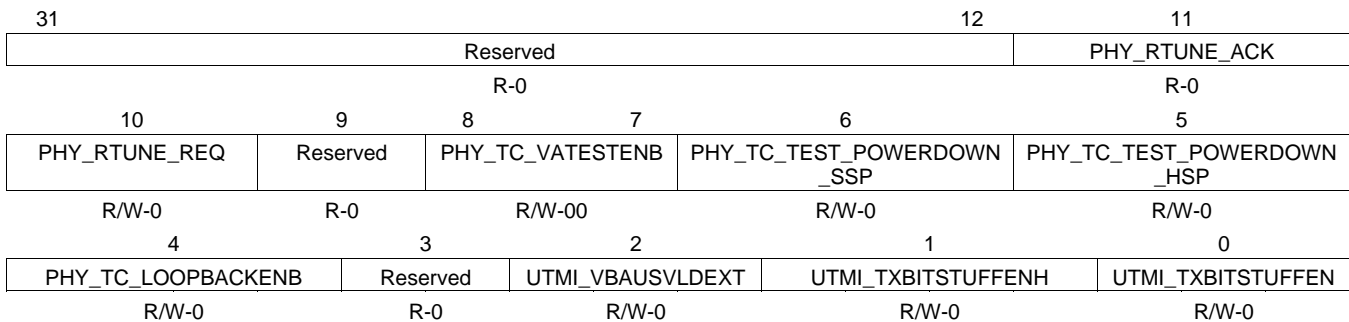 31 12 11
Reserved PHY_RTUNE_ACK
R-0 R-0
10 9 8 7 6 5
PHY_RTUNE_REQ Reserved PHY_TC_VATESTENB PHY_TC_TEST_POWERDOWN PHY_TC_TEST_POWERDOWN
_SSP _HSP
R/W-0 R-0 R/W-00 R/W-0 R/W-0
4 3 2 1 0
PHY_TC_LOOPBACKENB Reserved UTMI_VBAUSVLDEXT UTMI_TXBITSTUFFENH UTMI_TXBITSTUFFEN
R/W-0 R-0 R/W-0 R/W-0 R/W-0